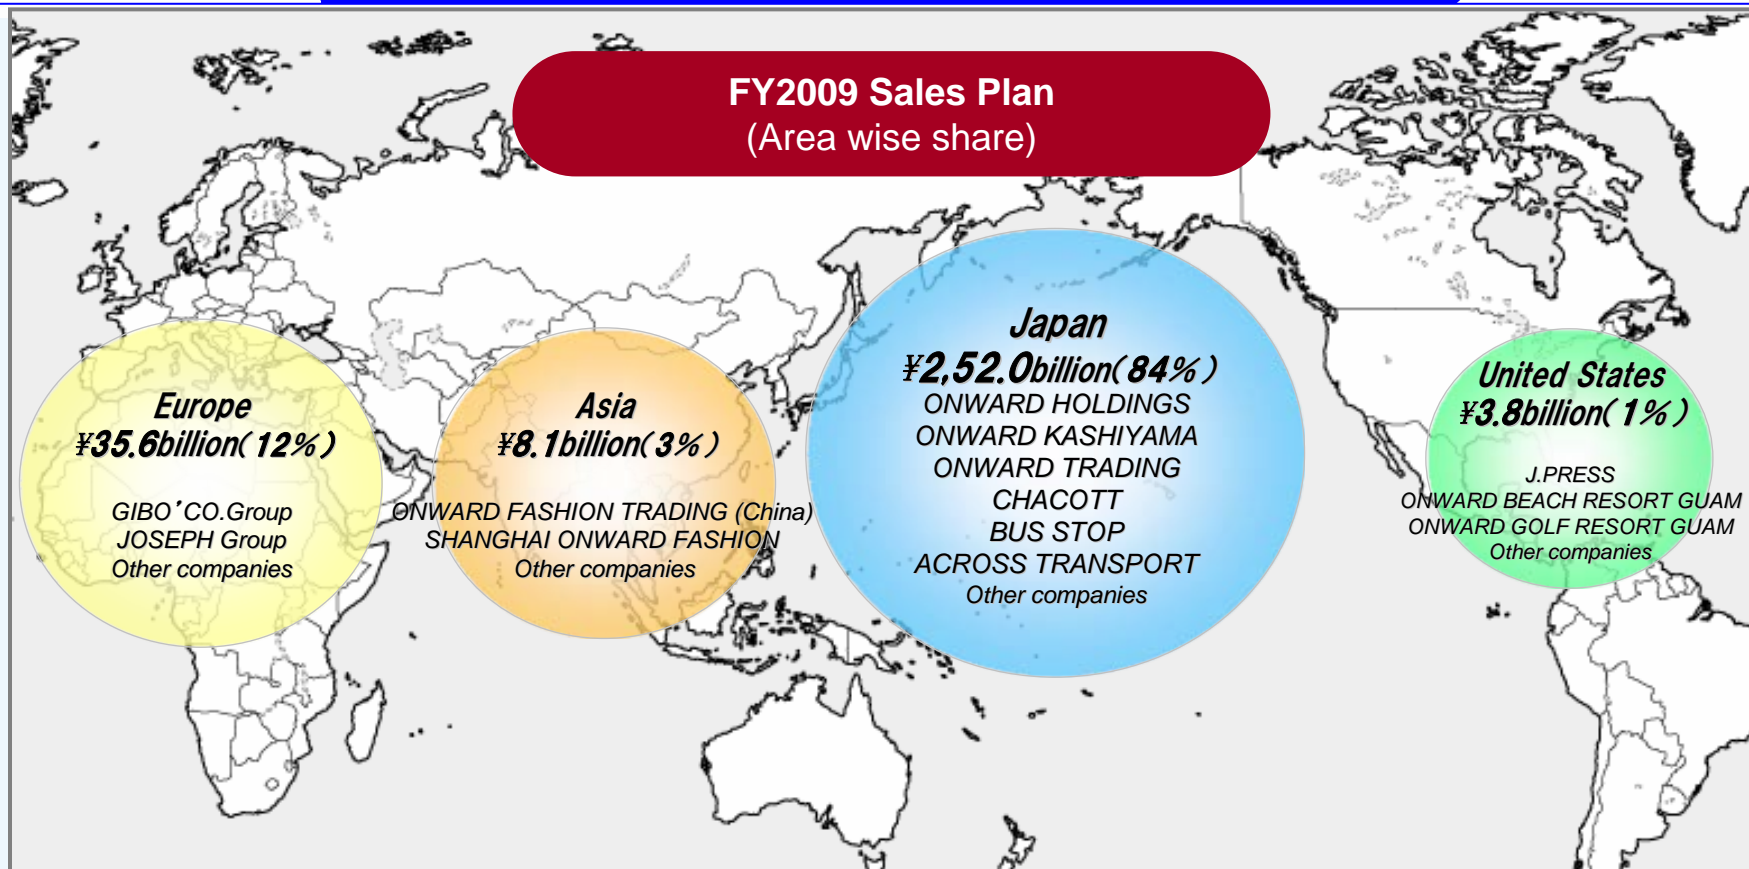 FY2009 Sales Plan
(Area wise share)
Europe
¥35.6billion(12%)
GIBO'CO.Group
JOSEPH Group
Other companies
Asia
¥8.1billion(3%)
ONWARD FASHION TRADING (China)
SHANGHAI ONWARD FASHION
Other companies
Japan
¥2,52.0billion(84%)
ONWARD HOLDINGS
ONWARD KASHIYAMA
ONWARD TRADING
CHACOTT
BUS STOP
ACROSS TRANSPORT
Other companies
United States
¥3.8billion(1%)
J.PRESS
ONWARD BEACH RESORT GUAM
ONWARD GOLF RESORT GUAM
Other companies